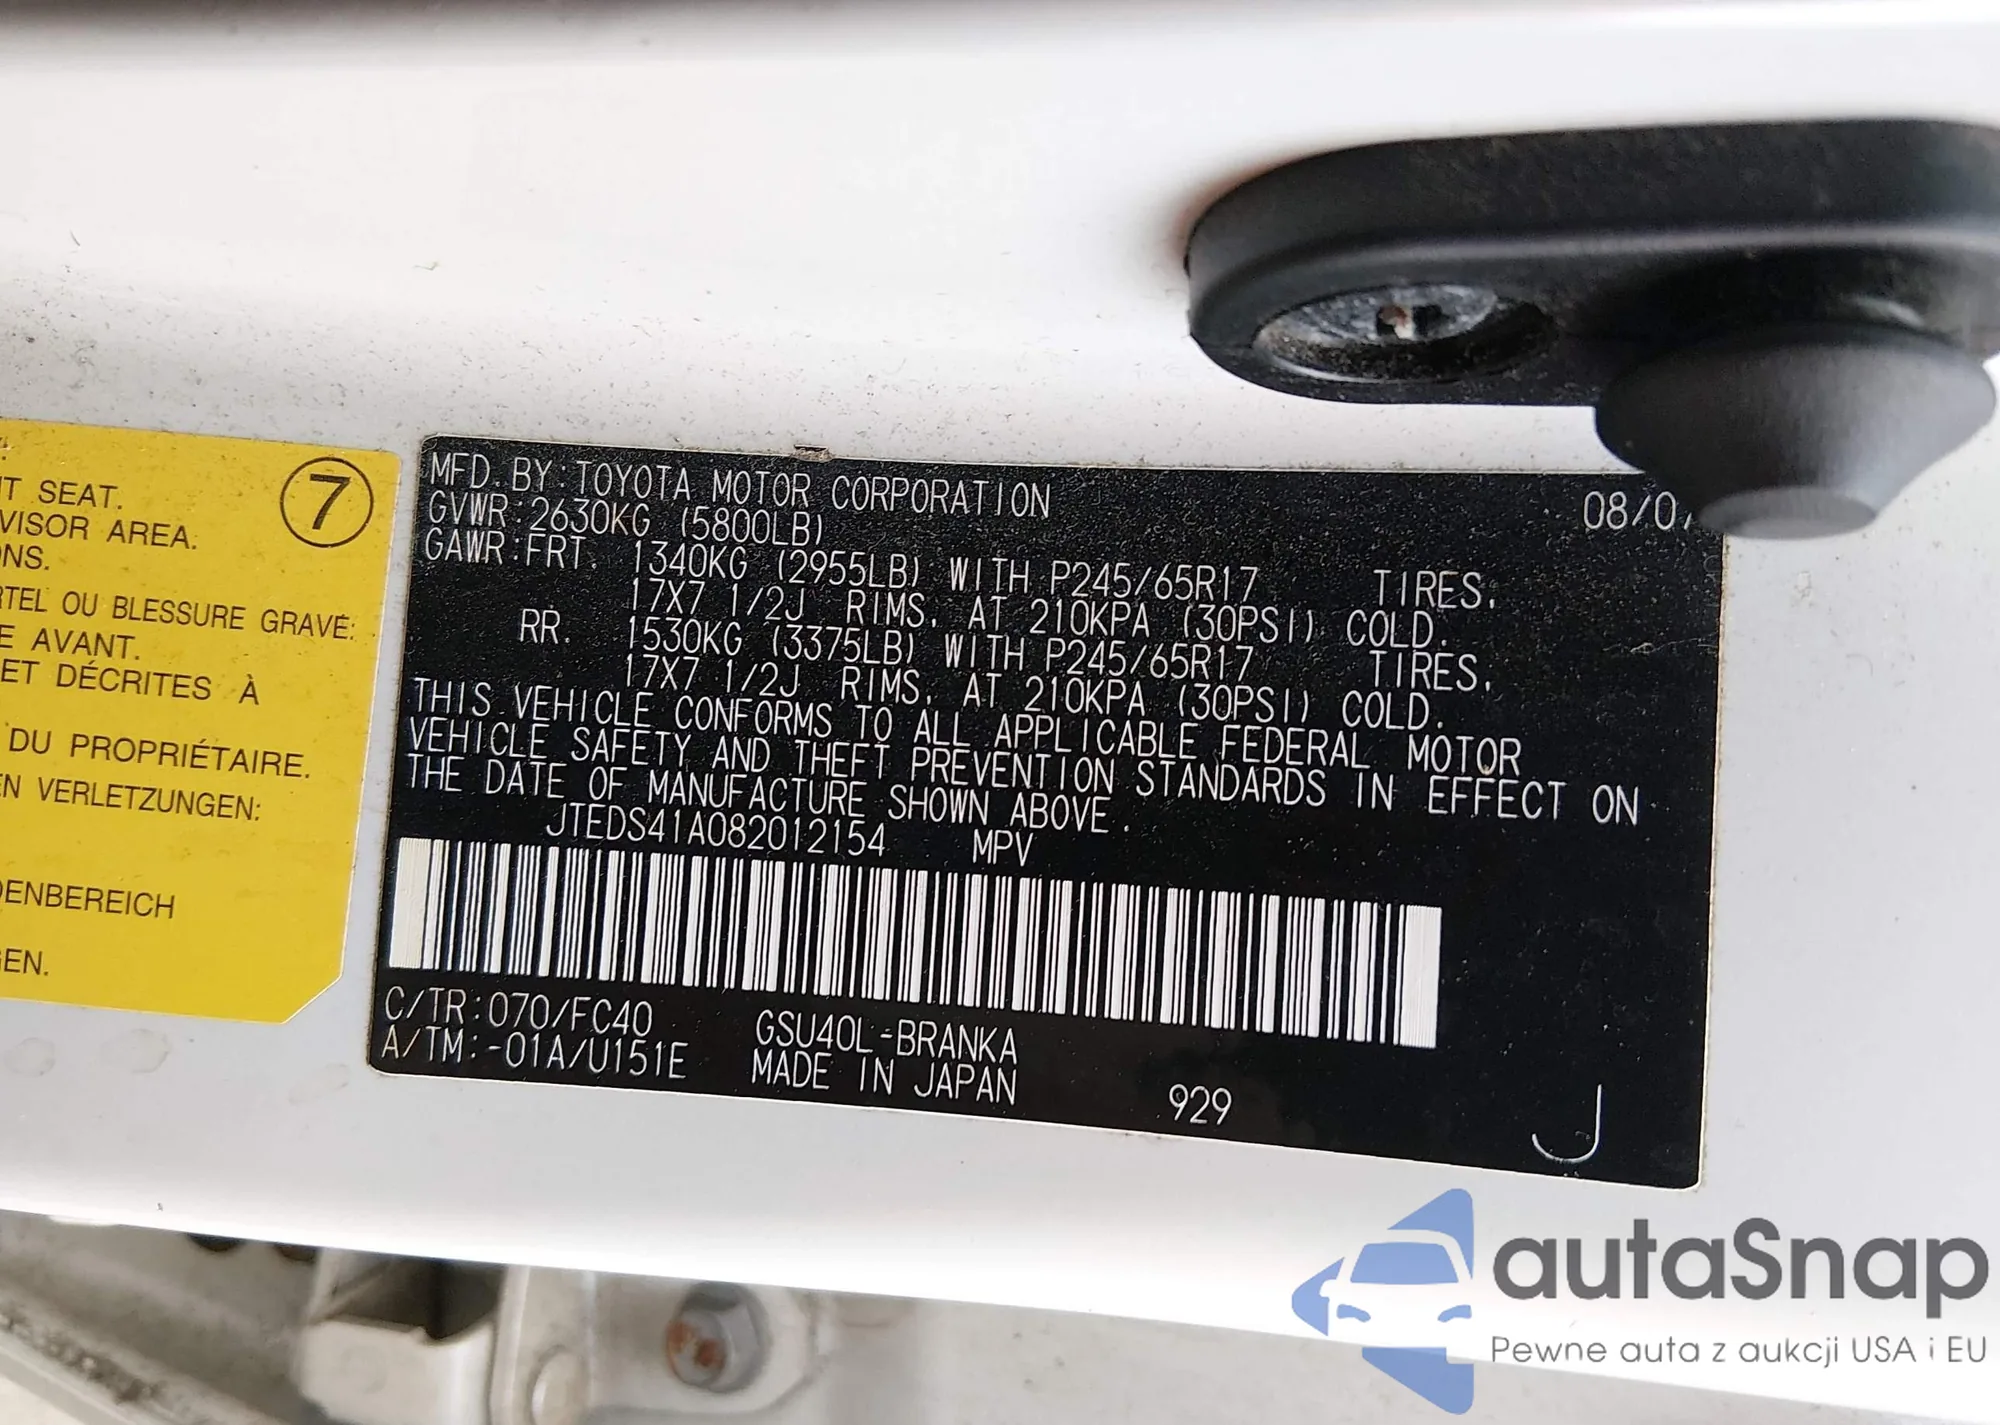 T SEAT.
VISOR AREA.
ONS.
RTEL OU BLESSURE GRAVE:
E AVANT.
ET DÉCRITES À
DU PROPRIÉTAIRE.
EN VERLETZUNGEN:
DENBEREICH
GEN.
7
MFD. BY: TOYOTA MOTOR CORPORATION 08/0
GVWR: 2630KG (5800LB)
GAWR: FRT. 1340KG (2955LB) WITH P245/65R17 TIRES,
17X7 1/2J RIMS, AT 210KPA (30PSI) COLD.
RR. 1530KG (3375LB) WITH P245/65R17 TIRES,
17X7 1/2J RIMS, AT 210KPA (30PSI) COLD.
THIS VEHICLE CONFORMS TO ALL APPLICABLE FEDERAL MOTOR
VEHICLE SAFETY AND THEFT PREVENTION STANDARDS IN EFFECT ON
THE DATE OF MANUFACTURE SHOWN ABOVE.
JTEDS41A082012154 MPV
C/TR: 070/FC40 GSU40L-BRANKA
A/TM: -01A/U151E MADE IN JAPAN 929
J
autaSnap
Pewne auta z aukcji USA i EU